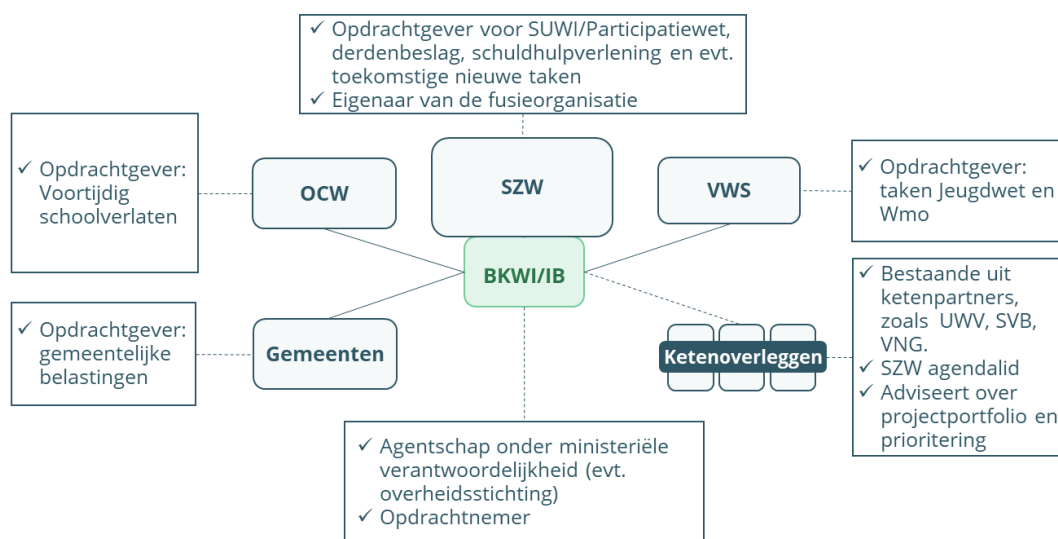 ✓ Opdrachtgever voor SUWI/Participatiewet,
derdenbeslag, schuldhulpverlening en evt.
toekomstige nieuwe taken
✓ Eigenaar van de fusieorganisatie
✓ Opdrachtgever:
Voortijdig
schoolverlaten
OCW
SZW
VWS
✓ Opdrachtgever:
taken Jeugdwet en
Wmo
BKWI/IB
✓ Opdrachtgever:
gemeentelijke
belastingen
Gemeenten
Ketenoverleggen
✓ Bestaande uit
ketenpartners,
zoals UWV, SVB,
VNG.
✓ SZW agendalid
✓ Adviseert over
projectportfolio en
prioritering
✓ Agentschap onder ministeriële
verantwoordelijkheid (evt.
overheidsstichting)
✓ Opdrachtnemer